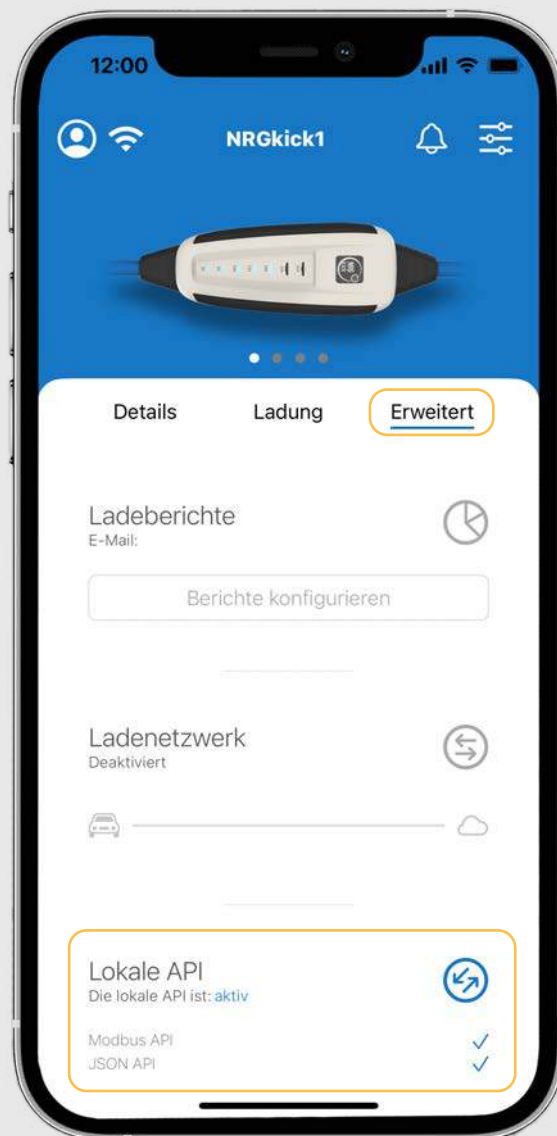 12:00
NRGkick1
Details Ladung Erweitert
Ladeberichte
E-Mail:
Berichte konfigurieren
Ladenetzwerk
Deaktiviert
Lokale API
Die lokale API ist: aktiv
Modbus API
JSON API